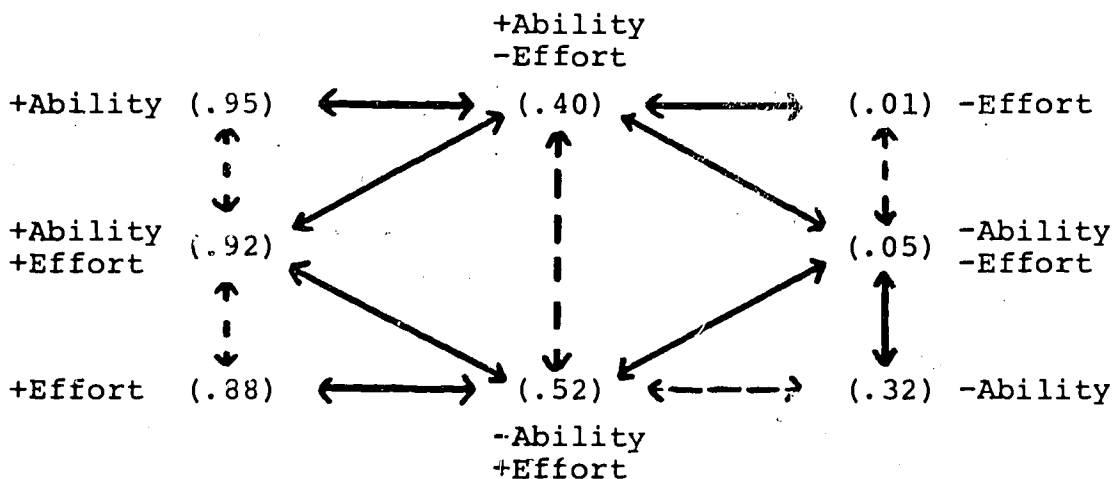 +Ability
-Effort
+Ability (.95) (.40) (.01) -Effort
+Ability
+Effort (.92) (.05) -Ability
-Effort
+Effort (.88) (.52) (.32) -Ability
-Ability
+Effort